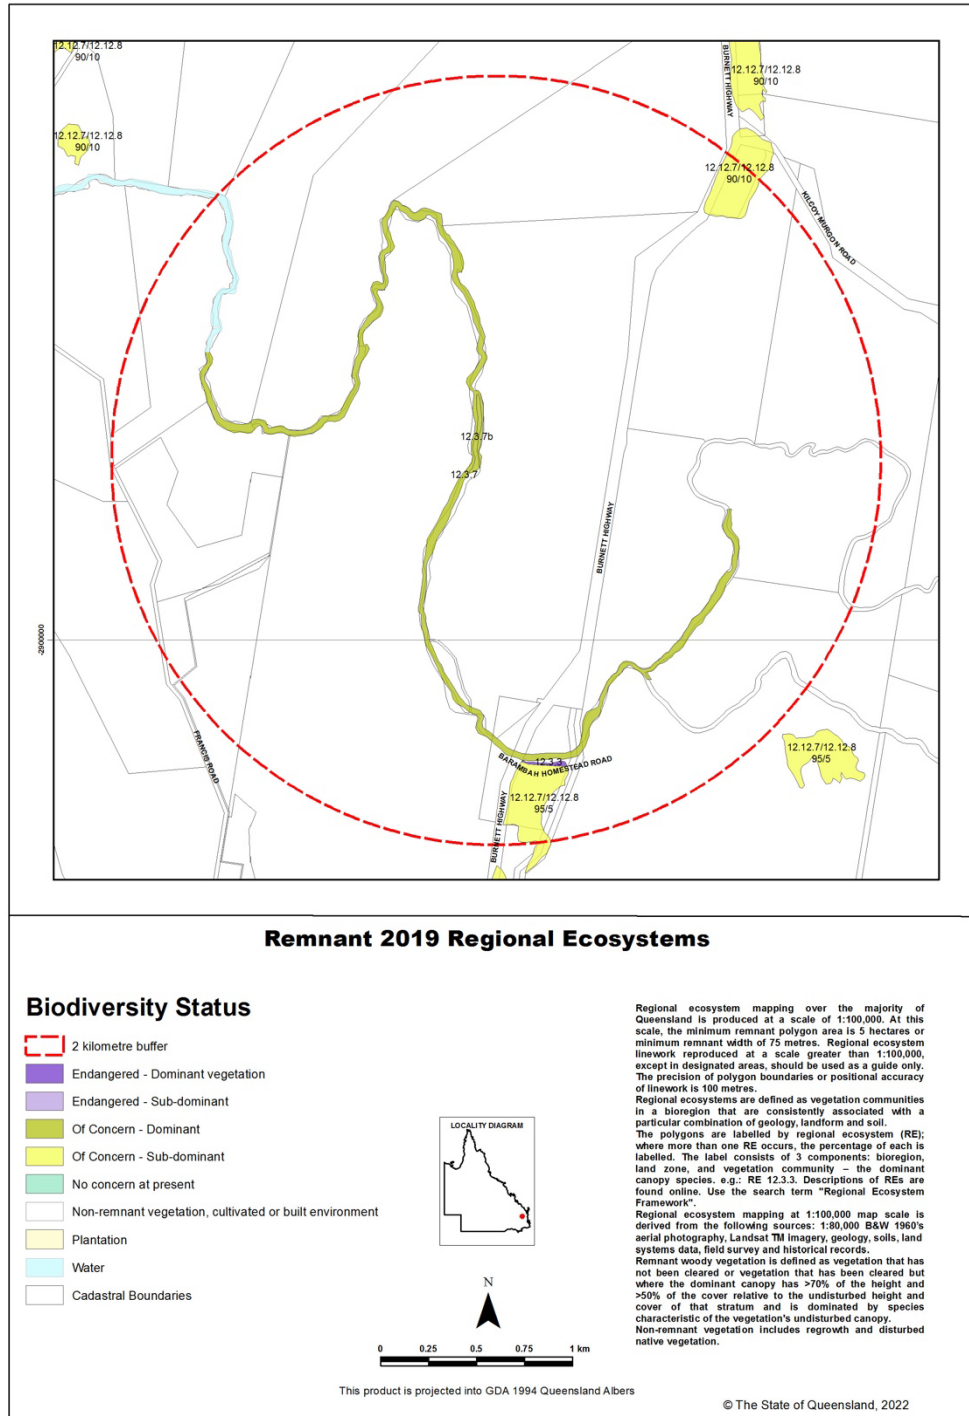 12.12.7/12.12.8
90/10
12.12.7/12.12.8
90/10
BURNETT HIGHWAY
12.12.7/12.12.8
90/10
12.12.7/12.12.8
90/10
KILCOY MURGON ROAD
12.3.7b
12.3.7
BURNETT HIGHWAY
-2900000
FRANCIS ROAD
12.3.3
BARAMBAH HOMESTEAD ROAD
12.12.7/12.12.8
95/5
12.12.7/12.12.8
95/5
BURNETT HIGHWAY
Remnant 2019 Regional Ecosystems
Biodiversity Status
2 kilometre buffer
Endangered - Dominant vegetation
Endangered - Sub-dominant
Of Concern - Dominant
Of Concern - Sub-dominant
No concern at present
Non-remnant vegetation, cultivated or built environment
Plantation
Water
Cadastral Boundaries
LOCALITY DIAGRAM
N
0 0.25 0.5 0.75 1 km
Regional ecosystem mapping over the majority of
Queensland is produced at a scale of 1:100,000. At this
scale, the minimum remnant polygon area is 5 hectares or
minimum remnant width of 75 metres. Regional ecosystem
linework reproduced at a scale greater than 1:100,000,
except in designated areas, should be used as a guide only.
The precision of polygon boundaries or positional accuracy
of linework is 100 metres.
Regional ecosystems are defined as vegetation communities
in a bioregion that are consistently associated with a
particular combination of geology, landform and soil.
The polygons are labelled by regional ecosystem (RE);
where more than one RE occurs, the percentage of each is
labelled. The label consists of 3 components: bioregion,
land zone, and vegetation community – the dominant
canopy species. e.g.: RE 12.3.3. Descriptions of REs are
found online. Use the search term "Regional Ecosystem
Framework".
Regional ecosystem mapping at 1:100,000 map scale is
derived from the following sources: 1:80,000 B&W 1960's
aerial photography, Landsat TM imagery, geology, soils, land
systems data, field survey and historical records.
Remnant woody vegetation is defined as vegetation that has
not been cleared or vegetation that has been cleared but
where the dominant canopy has >70% of the height and
>50% of the cover relative to the undisturbed height and
cover of that stratum and is dominated by species
characteristic of the vegetation's undisturbed canopy.
Non-remnant vegetation includes regrowth and disturbed
native vegetation.
This product is projected into GDA 1994 Queensland Albers
© The State of Queensland, 2022